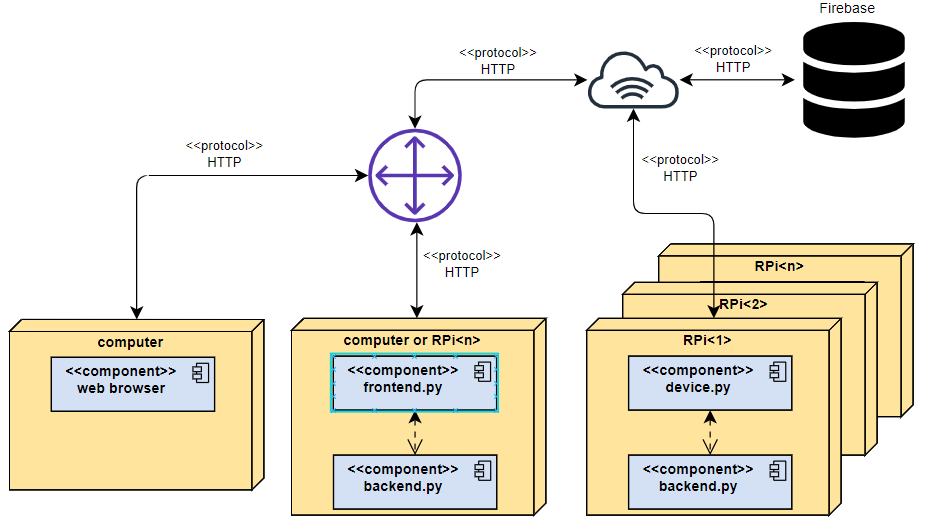 Firebase
<<protocol>>
HTTP
<<protocol>>
HTTP
<<protocol>>
HTTP
<<protocol>>
HTTP
<<protocol>>
HTTP
RPi<n>
RPi<2>
computer
<<component>>
web browser
computer or RPi<n>
<<component>>
frontend.py
<<component>>
backend.py
RPi<1>
<<component>>
device.py
<<component>>
backend.py